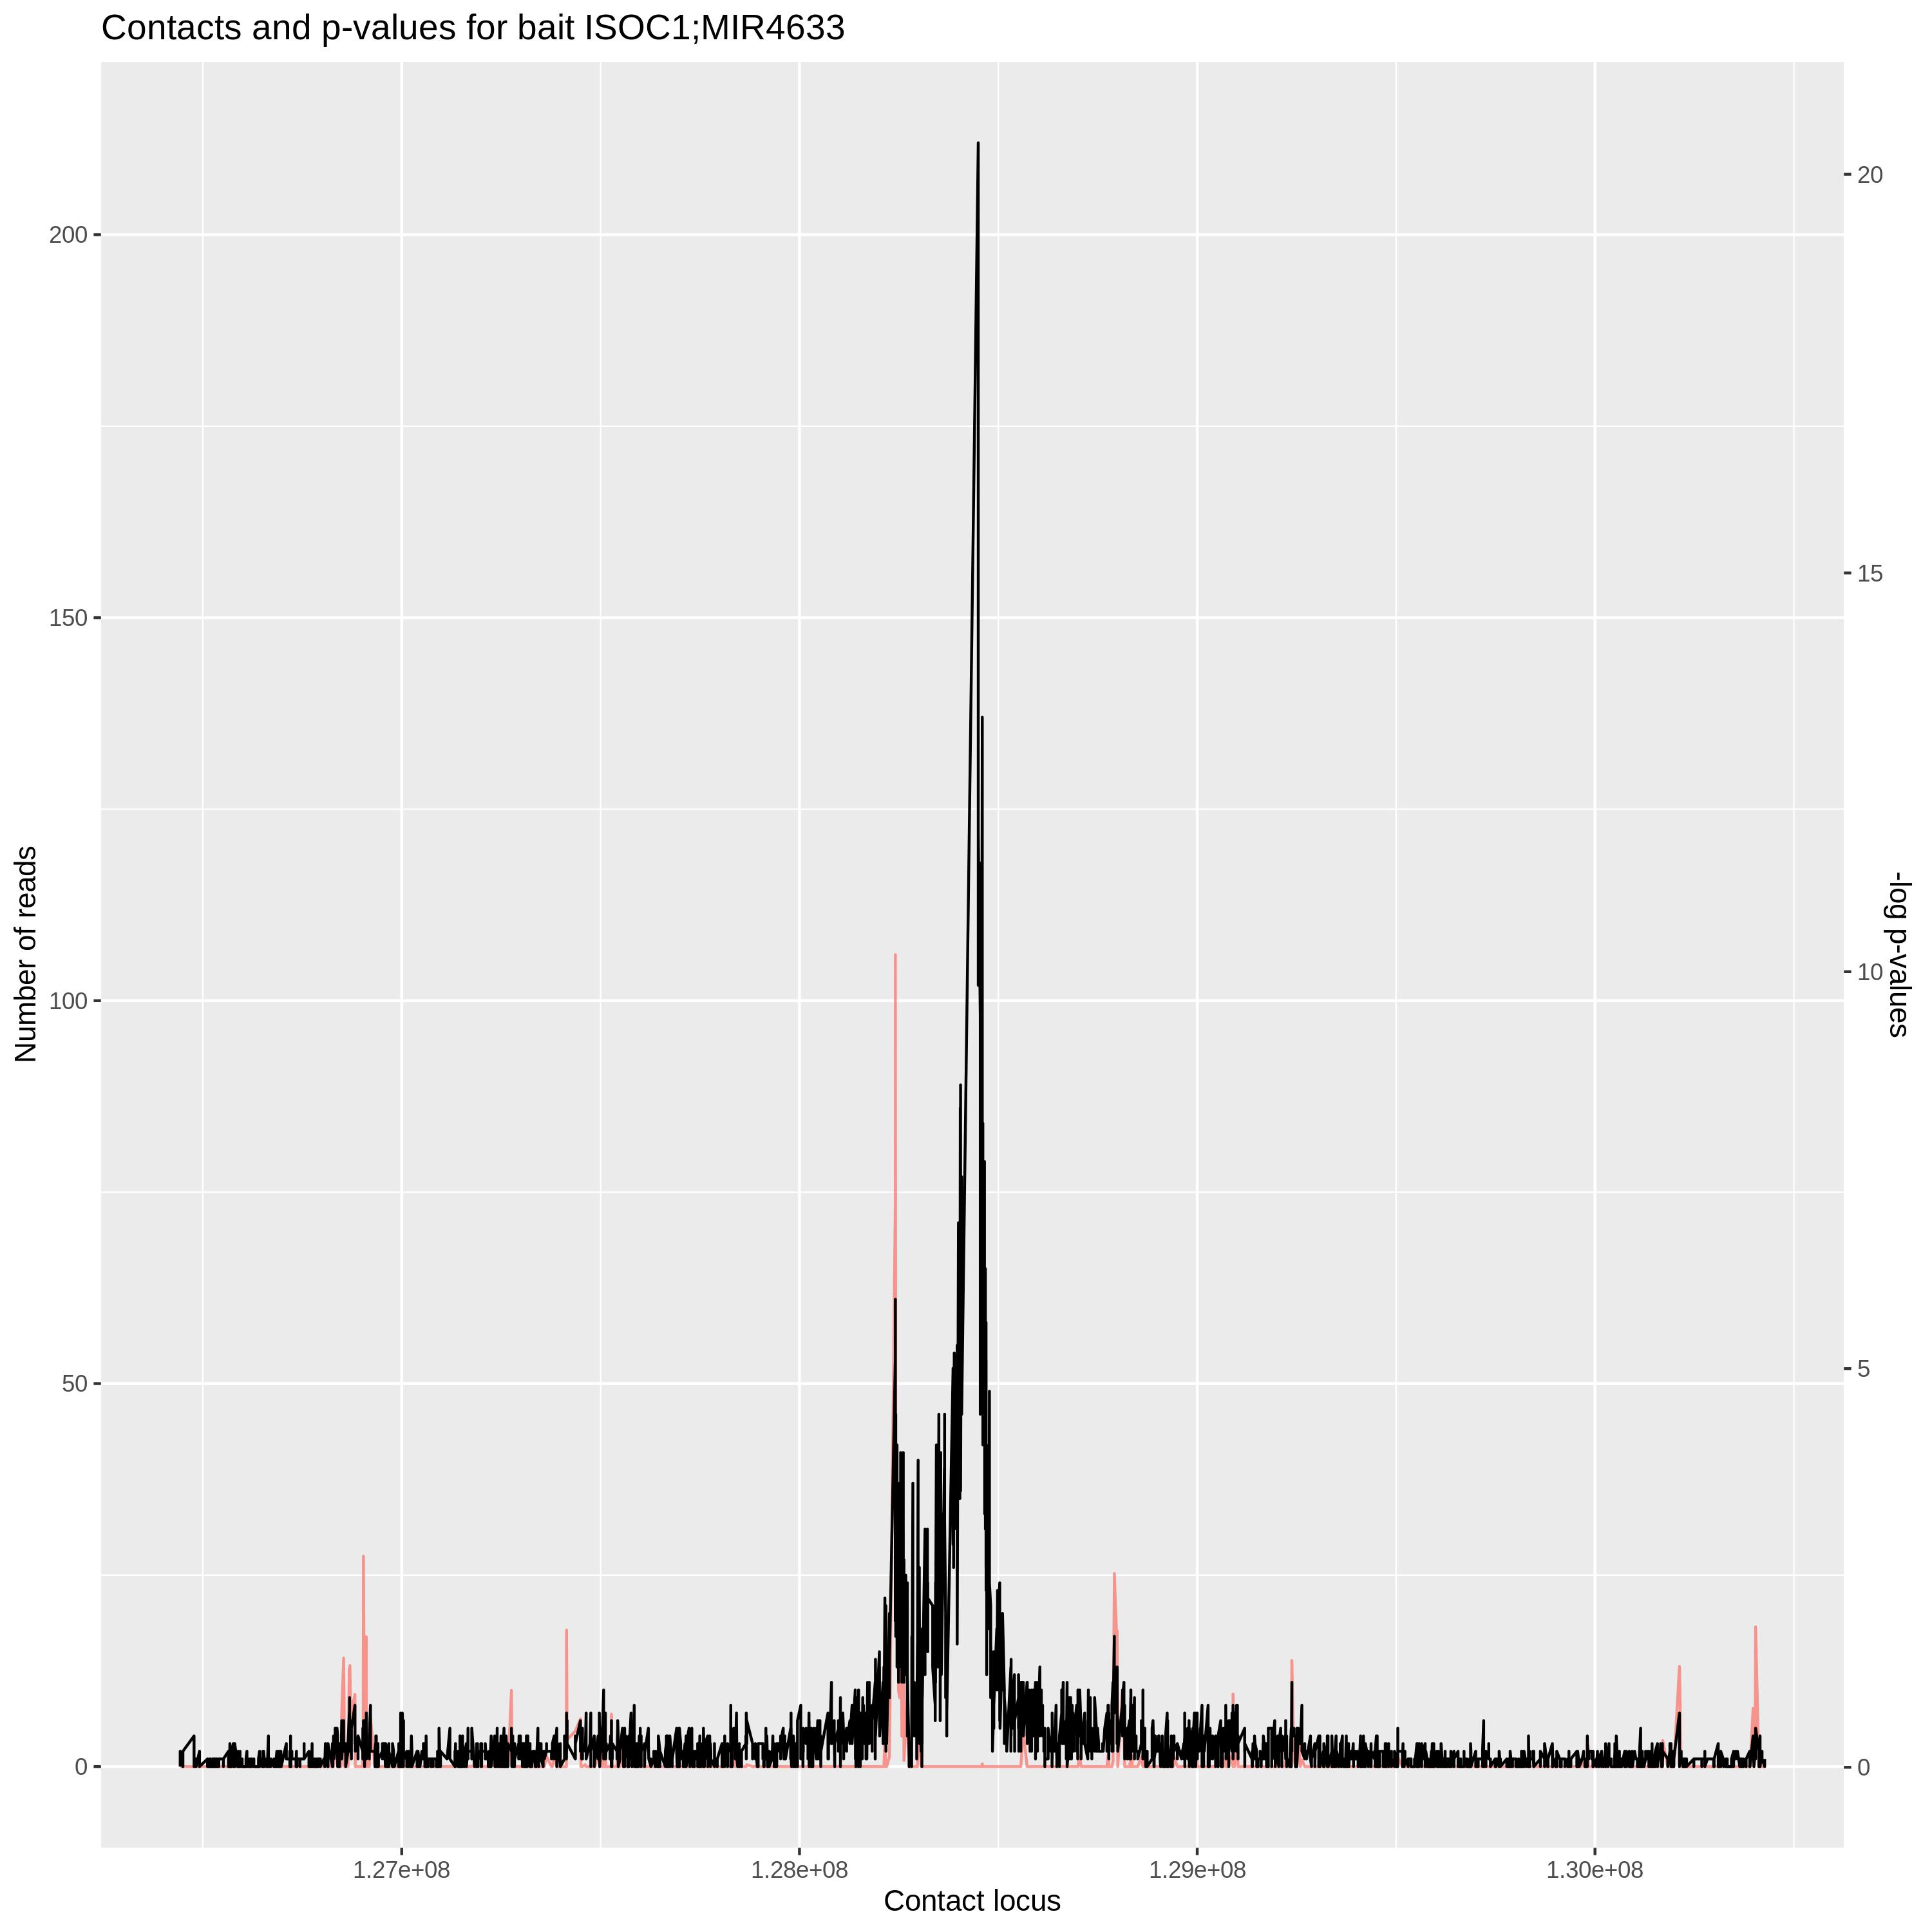 Contacts and p-values for bait ISOC1;MIR4633
200
150
100
50
0
Number of reads
20
15
10
5
0
-log p-values
1.27e+08
1.28e+08
1.29e+08
1.30e+08
Contact locus